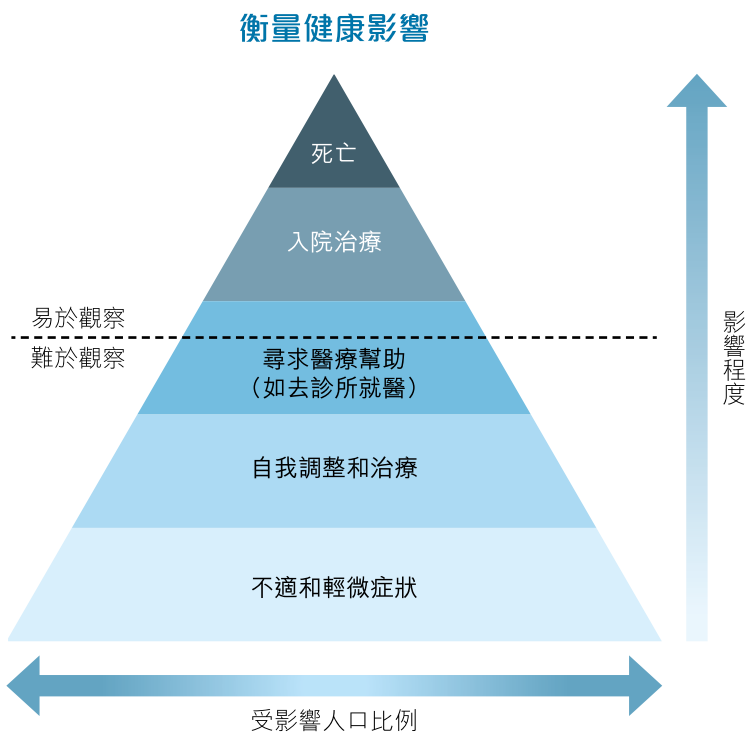 衡量健康影響
死亡
入院治療
易於觀察
難於觀察
尋求醫療幫助
（如去診所就醫）
自我調整和治療
不適和輕微症狀
影響程度
受影響人口比例